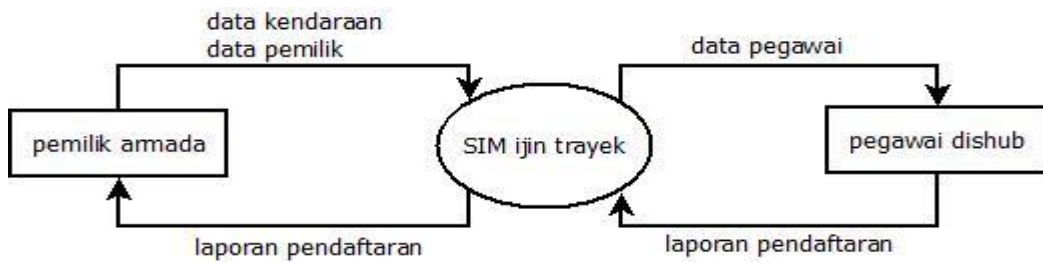 data kendaraan
data pemilik
data pegawai
pemilik armada
SIM ijin trayek
pegawai dishub
laporan pendaftaran
laporan pendaftaran